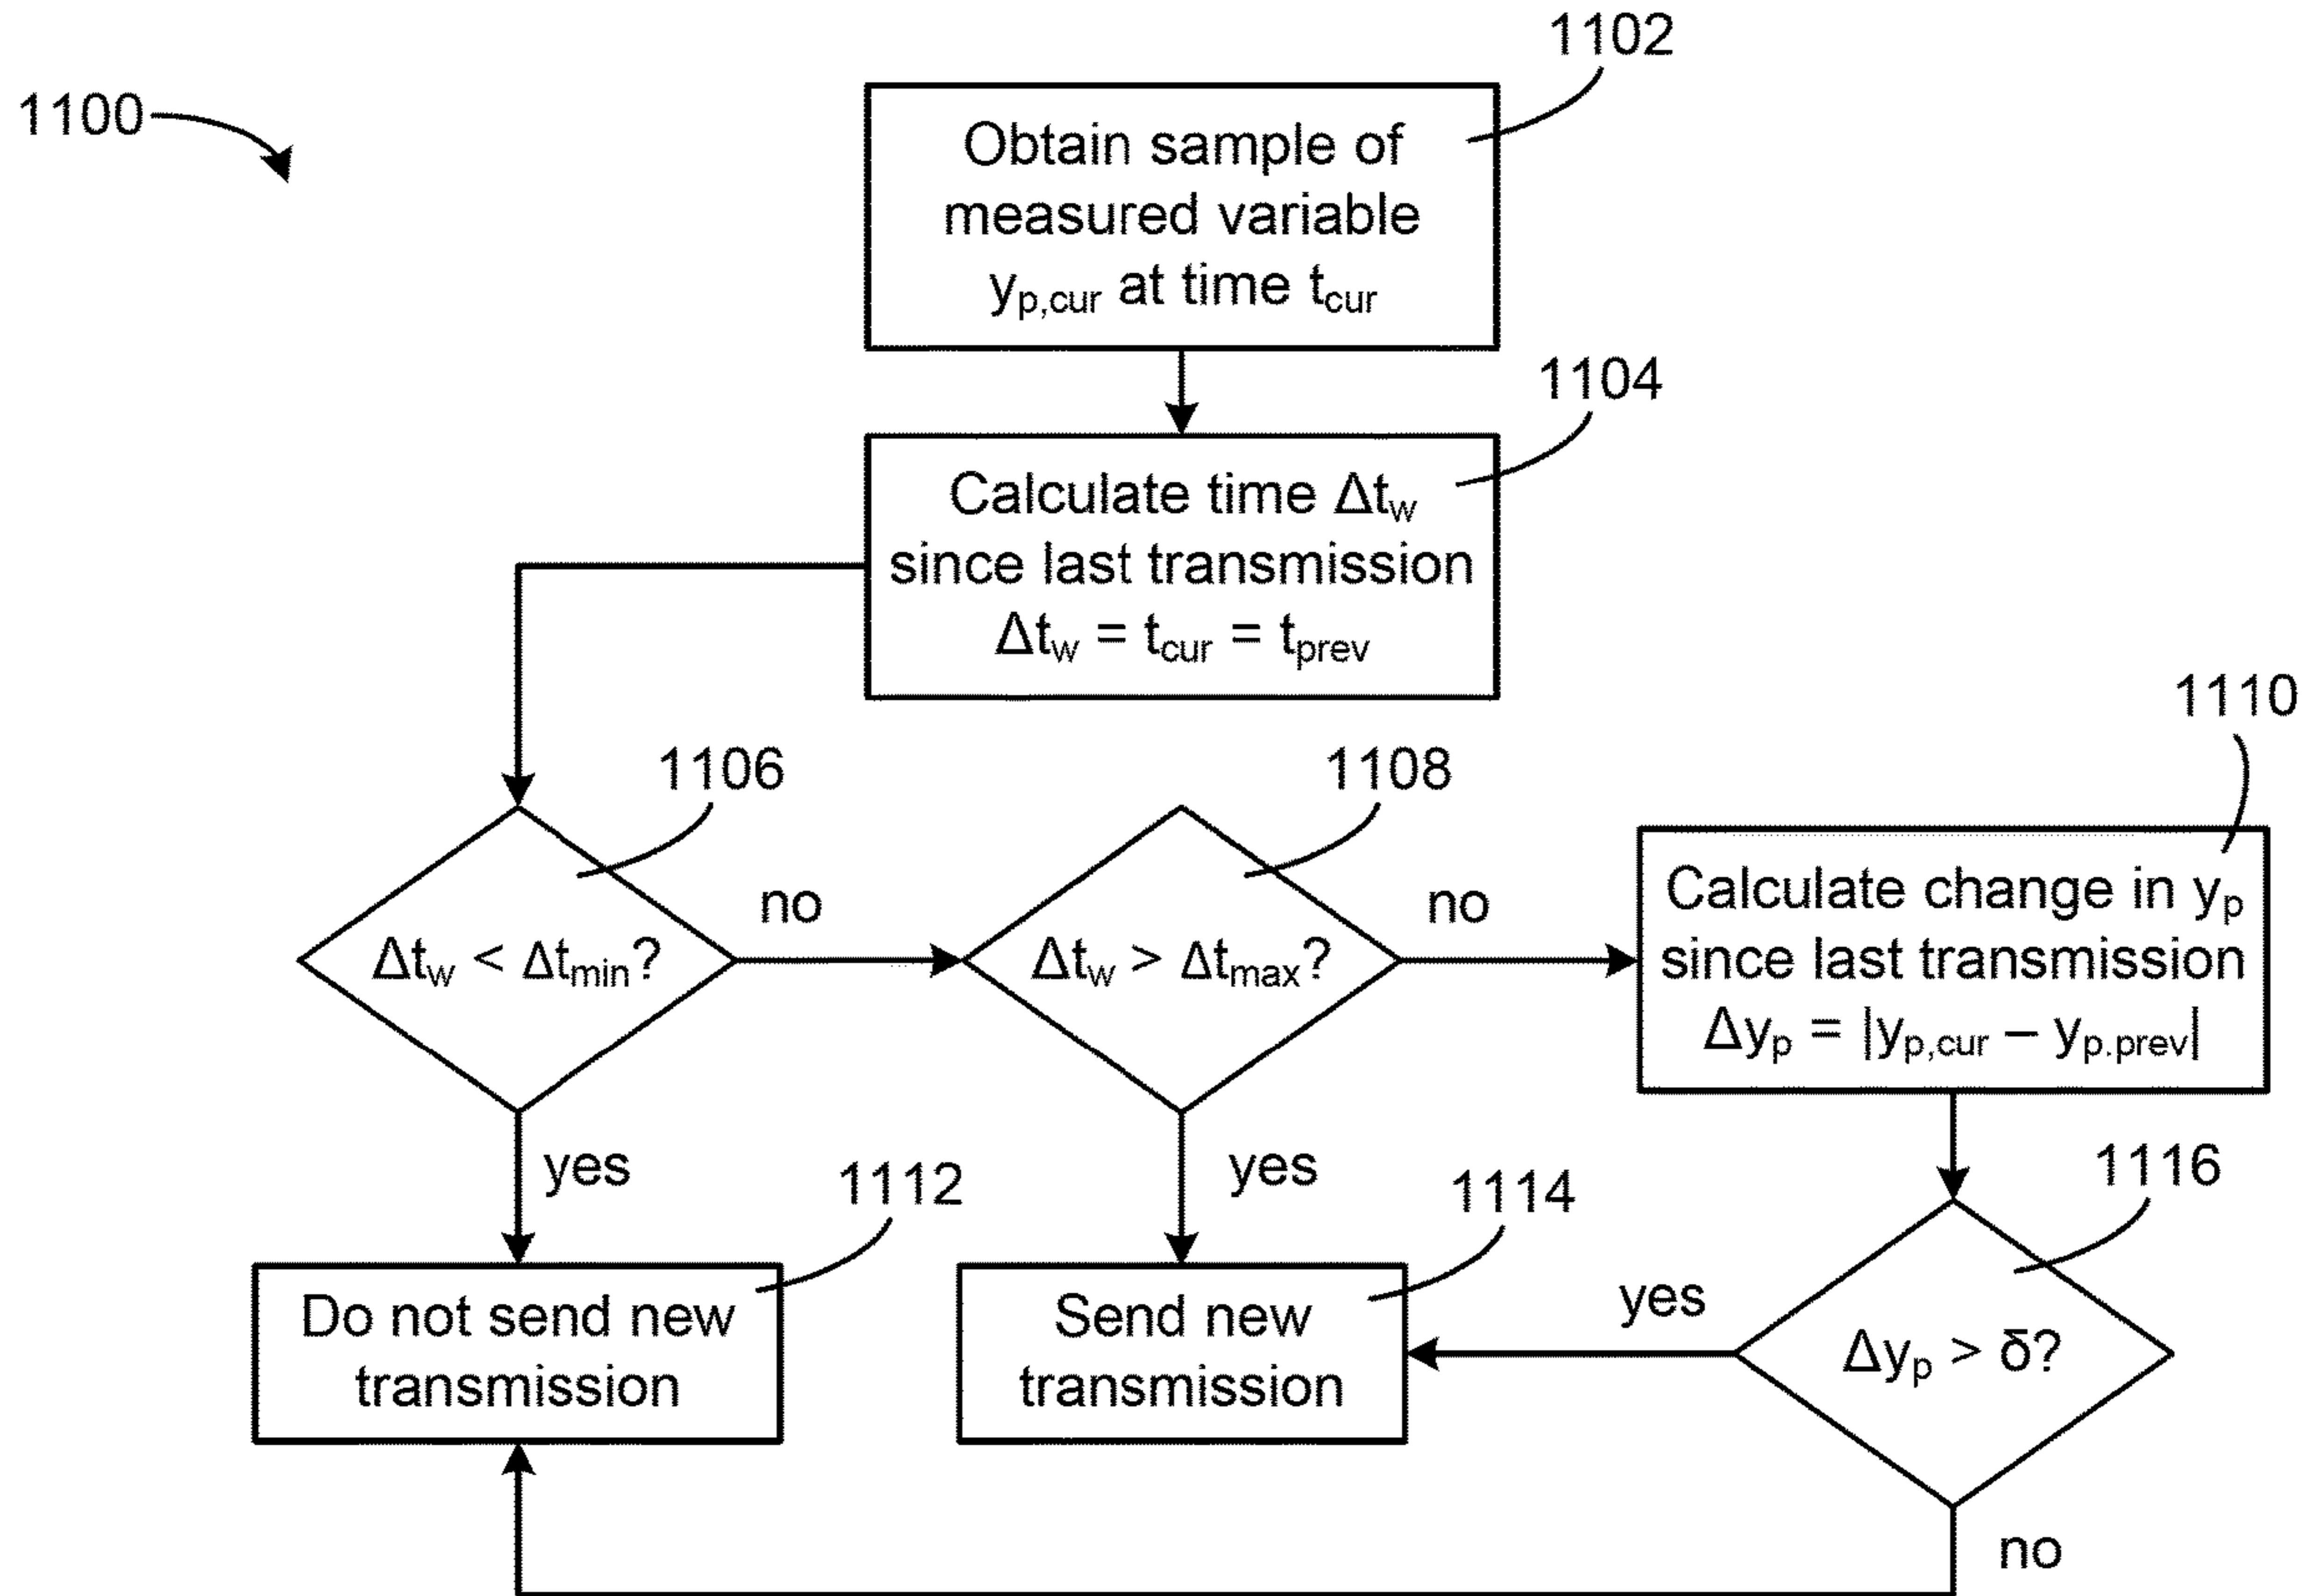 1100
1102
Obtain sample of
measured variable
yp,cur at time tcur
1104
Calculate time Δtw
since last transmission
Δtw = tcur = tprev
1106
Δtw < Δtmin?
no
1108
Δtw > Δtmax?
no
1110
Calculate change in yp
since last transmission
Δyp = |yp,cur – yp.prev|
yes
1112
Do not send new
transmission
yes
1114
Send new
transmission
yes
1116
Δyp > δ?
no